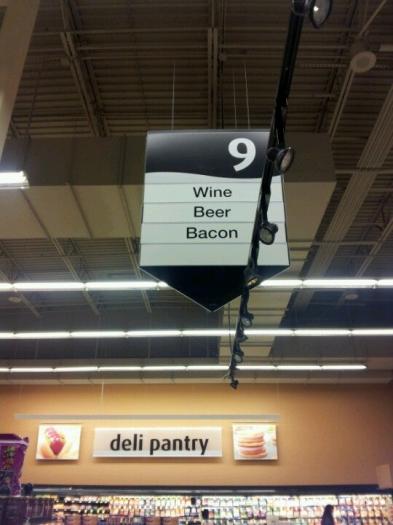 9
Wine
Beer
Bacon
deli pantry